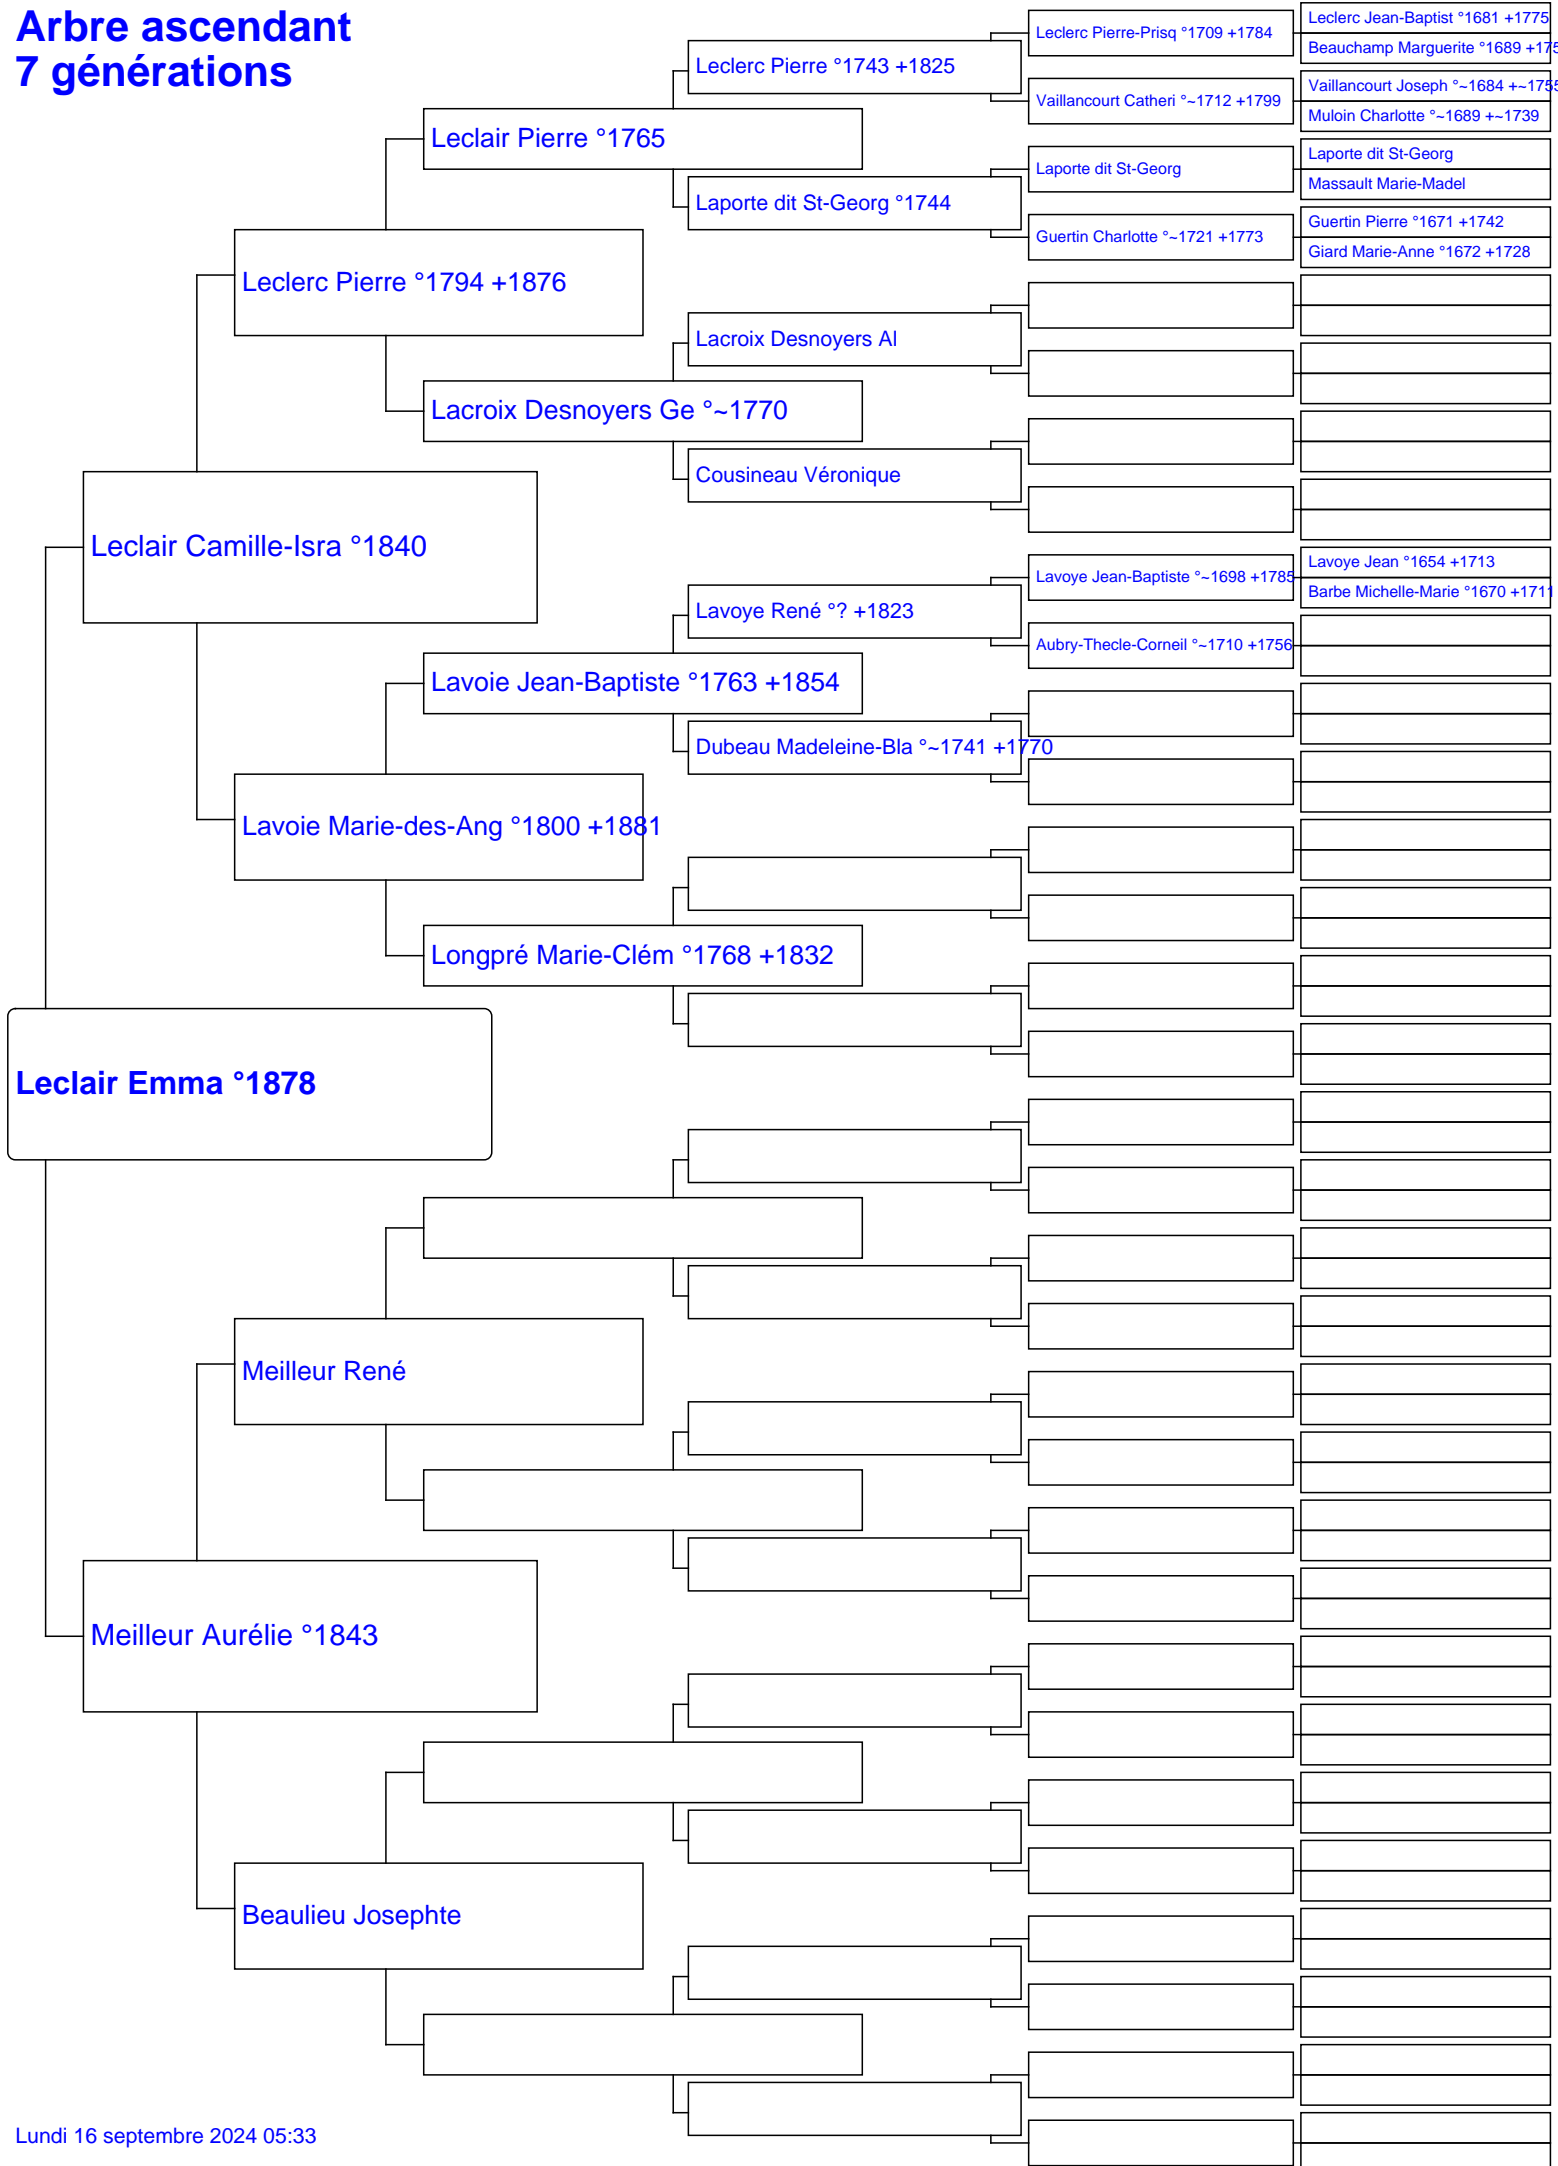 Arbre ascendant
7 générations
Leclerc Jean-Baptist °1681 +1775
Leclerc Pierre-Prisq °1709 +1784
Beauchamp Marguerite °1689 +175
Leclerc Pierre °1743 +1825
Vaillancourt Joseph °~1684 +~1755
Vaillancourt Catheri °~1712 +1799
Muloin Charlotte °~1689 +~1739
Leclair Pierre °1765
Laporte dit St-Georg
Laporte dit St-Georg
Massault Marie-Madel
Laporte dit St-Georg °1744
Guertin Pierre °1671 +1742
Guertin Charlotte °~1721 +1773
Giard Marie-Anne °1672 +1728
Leclerc Pierre °1794 +1876
Lacroix Desnoyers Al
Lacroix Desnoyers Ge °~1770
Cousineau Véronique
Leclair Camille-Isra °1840
Lavoye Jean °1654 +1713
Lavoye Jean-Baptiste °~1698 +1785
Barbe Michelle-Marie °1670 +1711
Lavoye René °? +1823
Aubry-Thecle-Corneil °~1710 +1756
Lavoie Jean-Baptiste °1763 +1854
Dubeau Madeleine-Bla °~1741 +1770
Lavoie Marie-des-Ang °1800 +1881
Longpré Marie-Clém °1768 +1832
Leclair Emma °1878
Meilleur René
Meilleur Aurélie °1843
Beaulieu Josephte
Lundi 16 septembre 2024 05:33